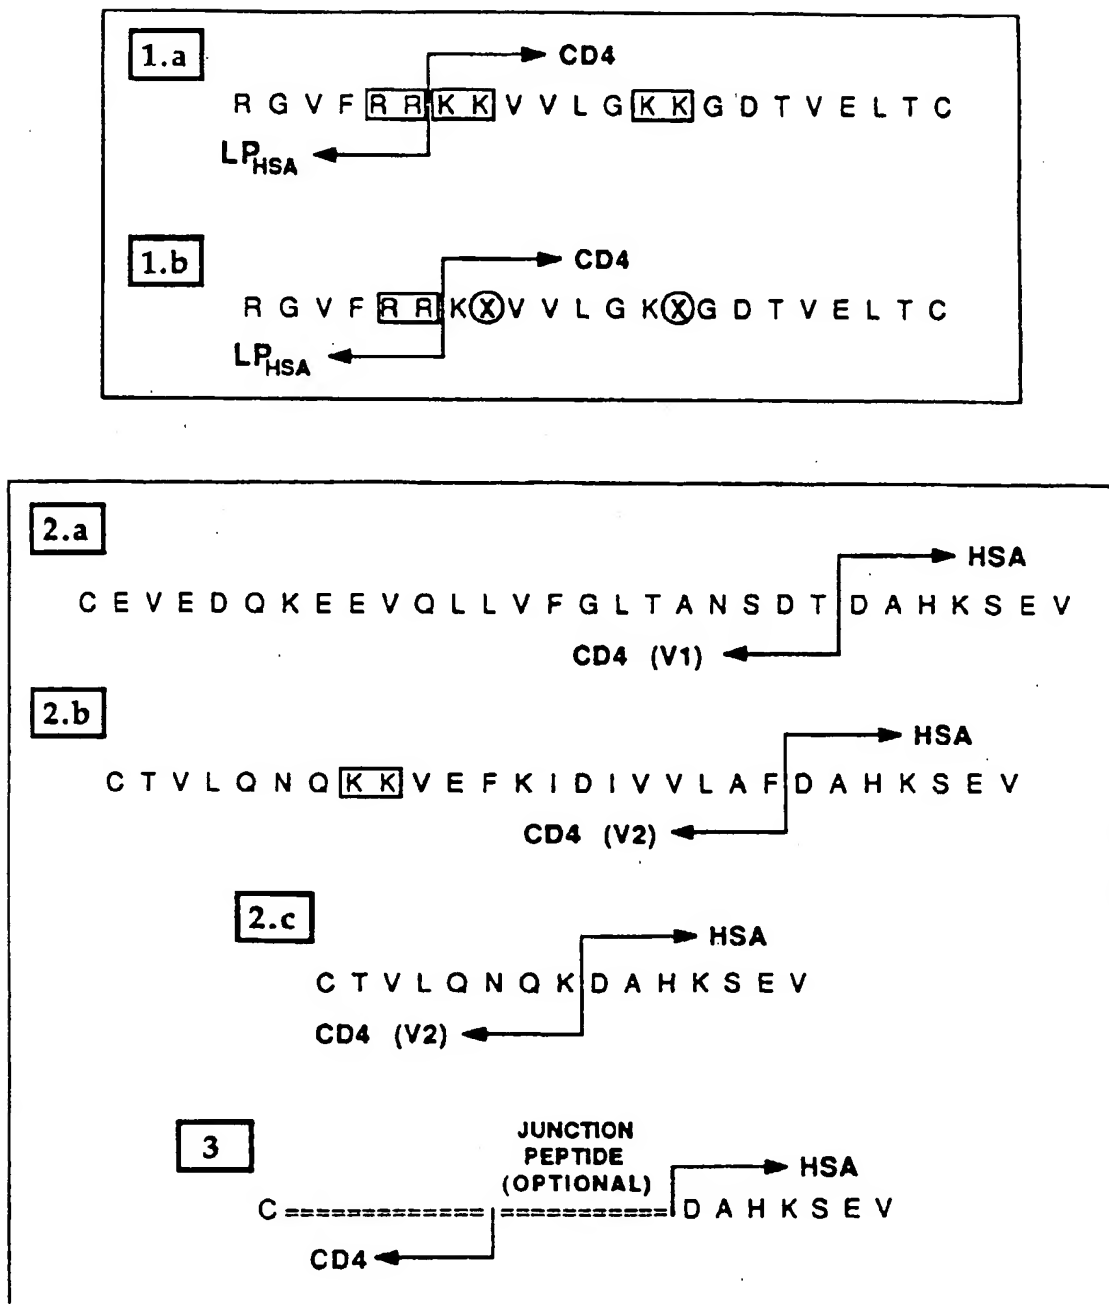 1.a
CD4
R G V F R R K K V V L G K K G D T V E L T C
LP HSA
1.b
CD4
R G V F R R K X V V L G K X G D T V E L T C
LP HSA
2.a
HSA
C E V E D Q K E E V Q L L V F G L T A N S D T D A H K S E V
CD4 (V1)
2.b
HSA
C T V L Q N Q K K V E F K I D I V V L A F D A H K S E V
CD4 (V2)
2.c
HSA
C T V L Q N Q K D A H K S E V
CD4 (V2)
3
JUNCTION
PEPTIDE
(OPTIONAL)
HSA
C ============= ============ D A H K S E V
CD4